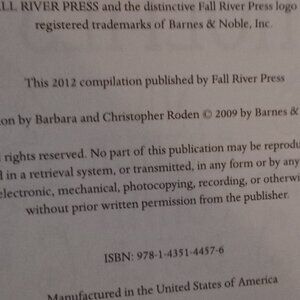 LL RIVER PRESS and the distinctive Fall River Press logo
registered trademarks of Barnes & Noble, Inc.
This 2012 compilation published by Fall River Press
on by Barbara and Christopher Roden © 2009 by Barnes &
rights reserved. No part of this publication may be reprodu
d in a retrieval system, or transmitted, in any form or by any
electronic, mechanical, photocopying, recording, or otherwi
without prior written permission from the publisher.
ISBN: 978-1-4351-4457-6
Manufactured in the United States of America